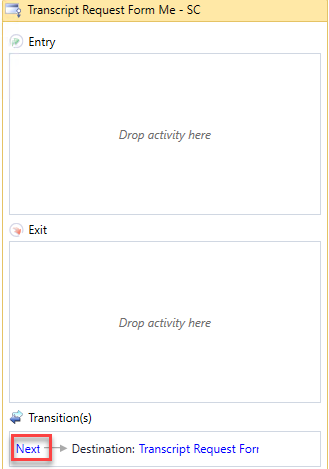 Transcript Request Form Me - SC
Entry
Drop activity here
Exit
Drop activity here
Transition(s)
Next Destination: Transcript Request Forr